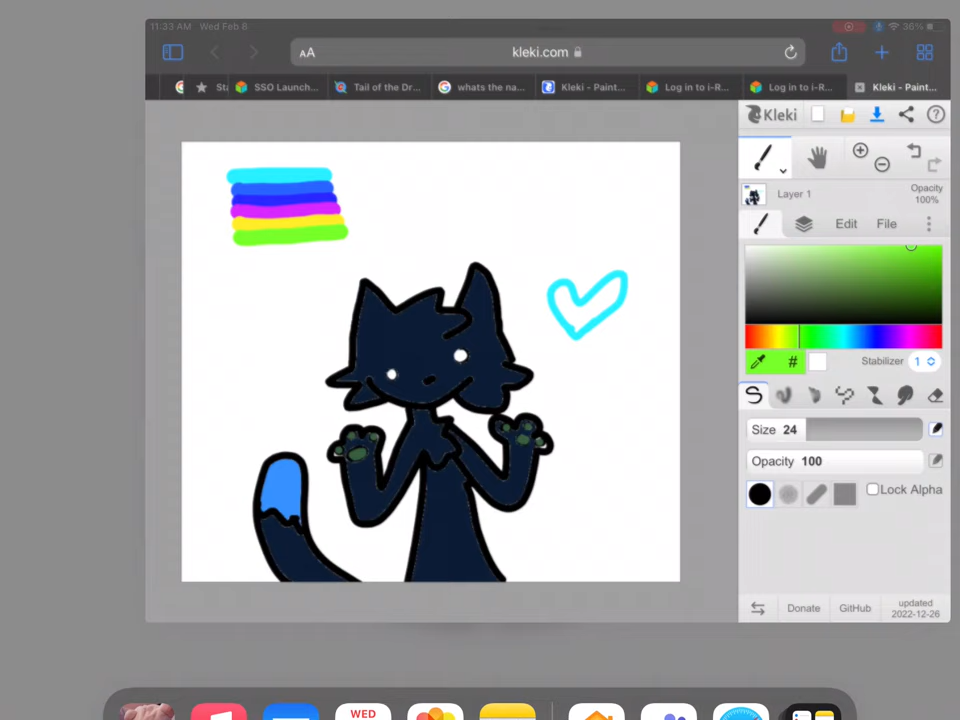 11:33 AM Wed Feb 8
36%
AA kleki.com
Sta
SSO Launch...
Tail of the Dr...
whats the na...
Kleki - Paint...
Log in to i-R...
Log in to i-R...
Kleki - Paint...
Kleki
?
Layer 1
Opacity
100%
Edit
File
#
Stabilizer 1
Size 24
Opacity 100
Lock Alpha
Donate
GitHub
updated
2022-12-26
WED